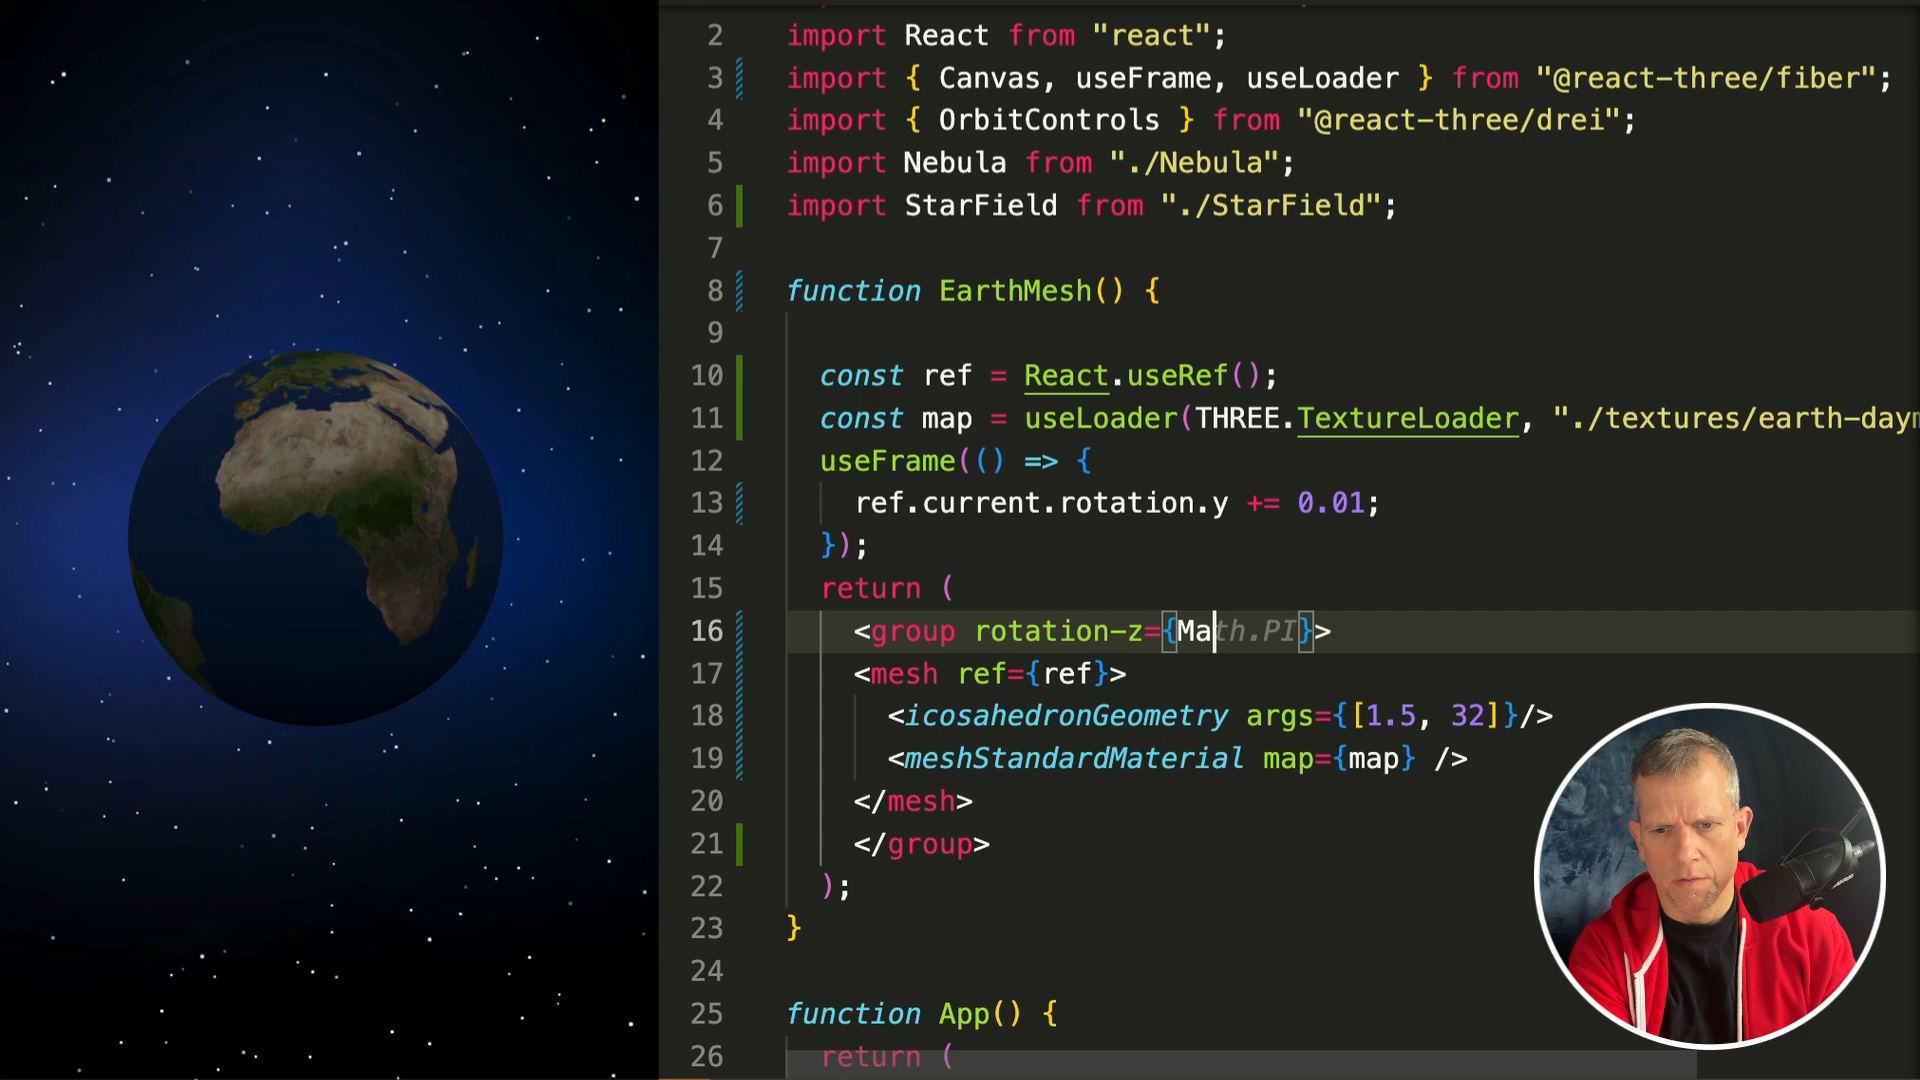 2 import React from "react";
3 import { Canvas, useFrame, useLoader } from "@react-three/fiber";
4 import { OrbitControls } from "@react-three/drei";
5 import Nebula from "./Nebula";
6 import StarField from "./StarField";
7
8 function EarthMesh() {
9
10 const ref = React.useRef();
11 const map = useLoader(THREE.TextureLoader, "./textures/earth-daym
12 useFrame(() => {
13 ref.current.rotation.y += 0.01;
14 });
15 return (
16 <group rotation-z={Math.PI}>
17 <mesh ref={ref}>
18 <icosahedronGeometry args={[1.5, 32]}/>
19 <meshStandardMaterial map={map} />
20 </mesh>
21 </group>
22 );
23 }
24
25 function App() {
26 return (